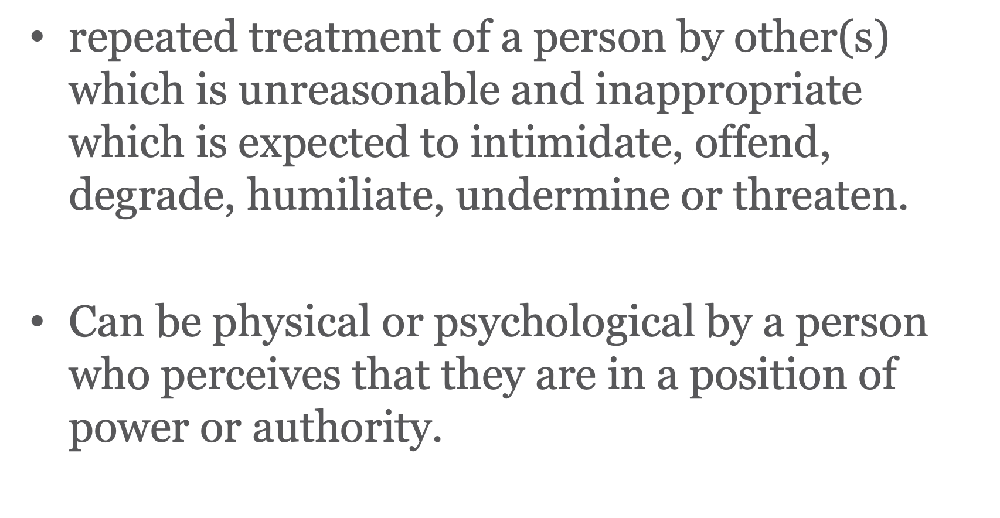 • repeated treatment of a person by other(s)
which is unreasonable and inappropriate
which is expected to intimidate, offend,
degrade, humiliate, undermine or threaten.
• Can be physical or psychological by a person
who perceives that they are in a position of
power or authority.